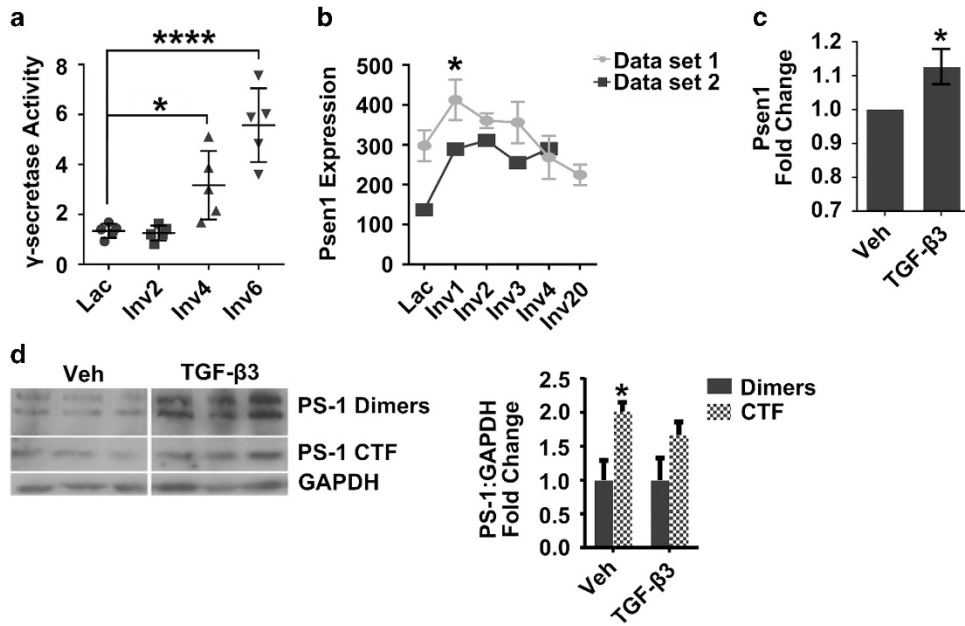 a
****
*
γ-secretase Activity
8
6
4
2
0
Lac
Inv2
Inv4
Inv6
b
*
Data set 1
Data set 2
Psen1 Expression
500
400
300
200
100
0
Lac
Inv1
Inv2
Inv3
Inv4
Inv20
c
*
Psen1
Fold Change
1.2
1.1
1.0
0.9
0.8
0.7
Veh
TGF-β3
d
Veh
TGF-β3
PS-1 Dimers
PS-1 CTF
GAPDH
PS-1:GAPDH
Fold Change
2.5
2.0
1.5
1.0
0.5
0.0
*
Dimers
CTF
Veh
TGF-β3